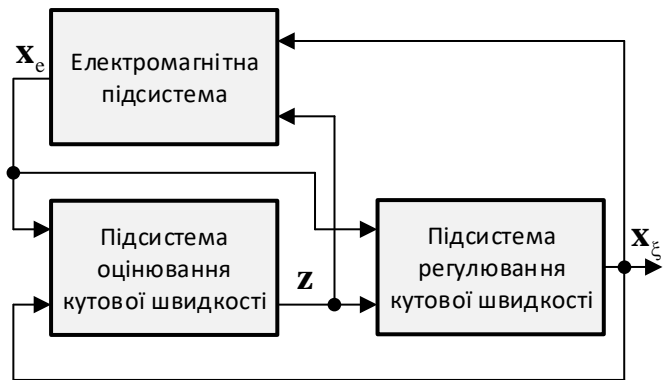 x_e
Електромагнітна
підсистема
Підсистема
оцінювання
кутової швидкості
z
Підсистема
регулювання
кутової швидкості
x_ξ